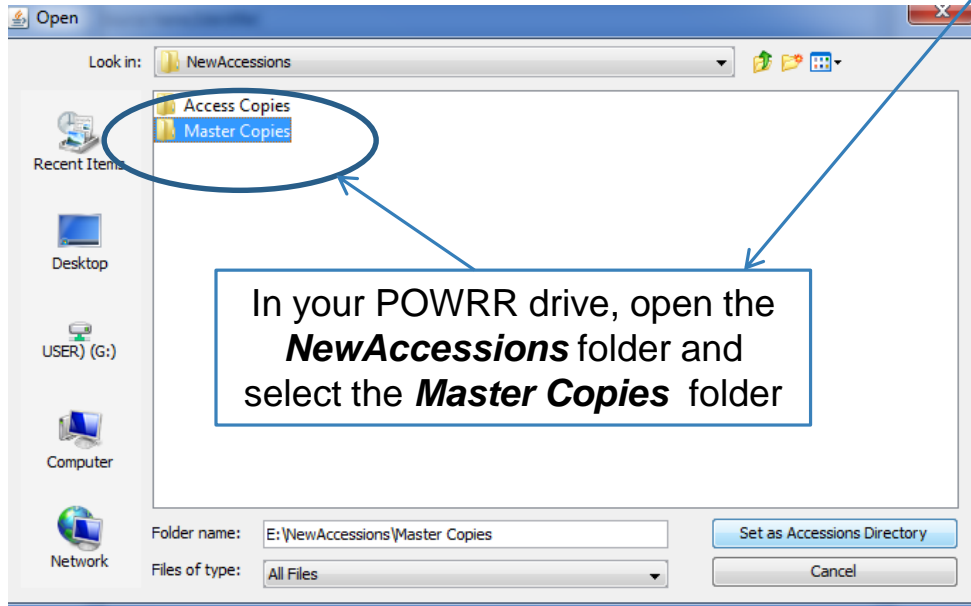 Open
Look in: NewAccessions
Access Copies
Master Copies
Recent Items
Desktop
USER) (G:)
Computer
Network
In your POWRR drive, open the
NewAccessions folder and
select the Master Copies folder
Folder name: E:\NewAccessions\Master Copies
Set as Accessions Directory
Files of type: All Files
Cancel